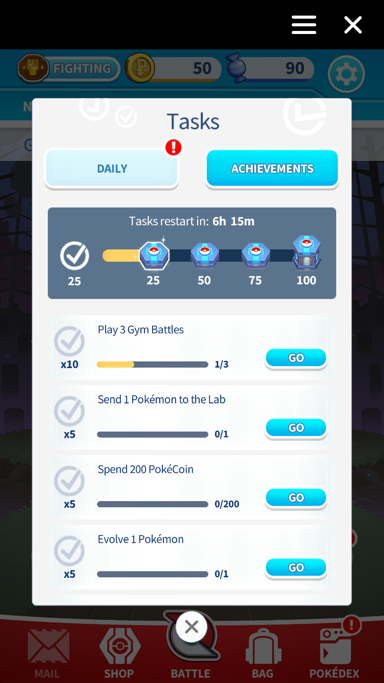 FIGHTING
50
90
N
Tasks
DAILY
!
ACHIEVEMENTS
Tasks restart in: 6h 15m
25
25
50
75
100
Play 3 Gym Battles
x10
1/3
GO
Send 1 Pokémon to the Lab
x5
0/1
GO
Spend 200 PokéCoin
x5
0/200
GO
Evolve 1 Pokémon
x5
0/1
GO
!
MAIL
SHOP
BATTLE
BAG
POKÉDEX